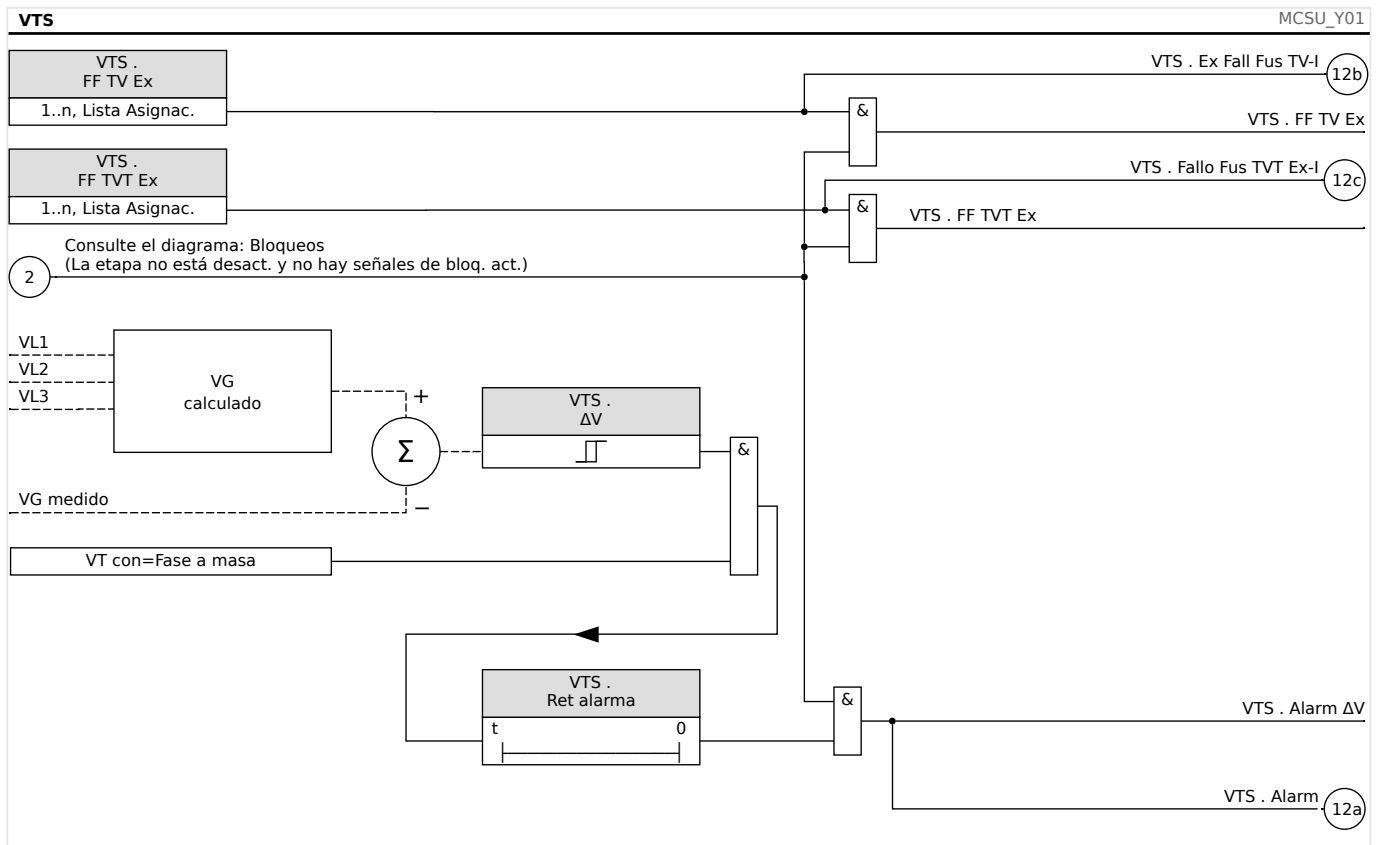 VTS
MCSU_Y01
VTS .
FF TV Ex
1..n, Lista Asignac.
VTS . Ex Fall Fus TV-I
12b
&
VTS . FF TV Ex
VTS .
FF TVT Ex
1..n, Lista Asignac.
VTS . Fallo Fus TVT Ex-I
12c
&
VTS . FF TVT Ex
Consulte el diagrama: Bloqueos
(La etapa no está desact. y no hay señales de bloq. act.)
2
VL1
VL2
VL3
VG
calculado
+
Σ
−
VTS .
ΔV
&
VG medido
VT con=Fase a masa
VTS .
Ret alarma
t
0
&
VTS . Alarm ΔV
VTS . Alarm
12a